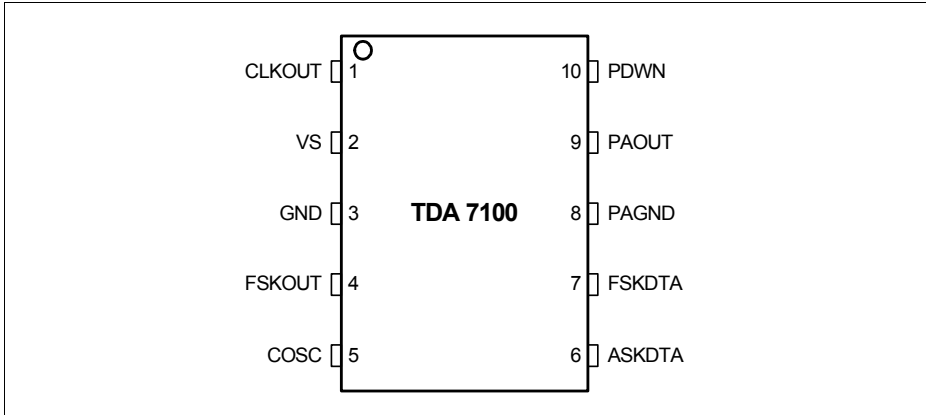 CLKOUT 1 10 PDWN
VS 2 9 PAOUT
GND 3 TDA 7100 8 PAGND
FSKOUT 4 7 FSKDTA
COSC 5 6 ASKDTA